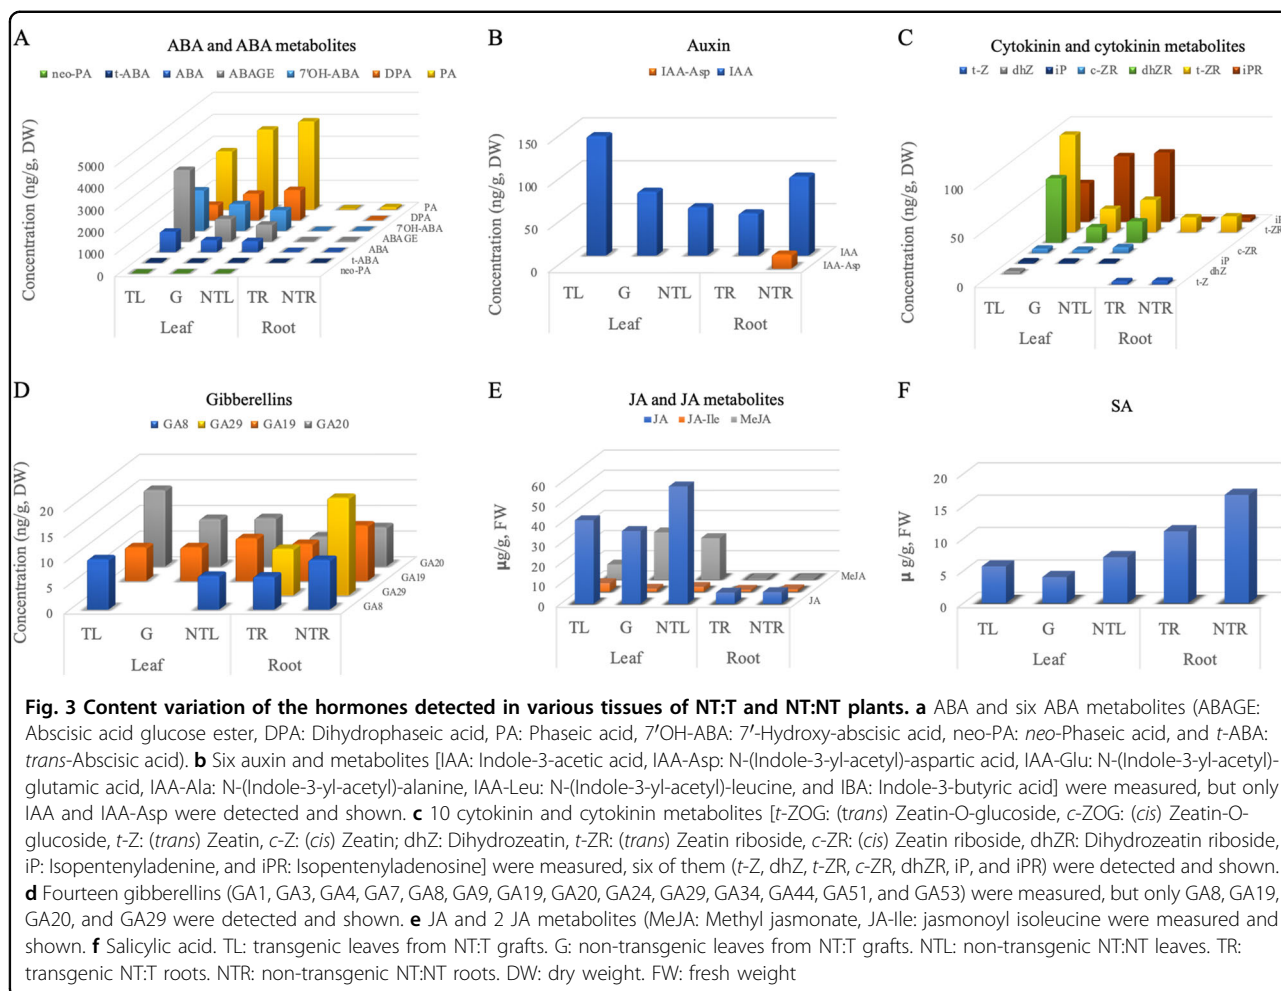 A
ABA and ABA metabolites
neo-PA t-ABA ABA ABAGE 7'OH-ABA DPA PA
Concentration (ng/g, DW)
5000
4000
3000
2000
1000
0
PA
DPA
7'OH-ABA
ABAGE
ABA
t-ABA
neo-PA
TL G NTL TR NTR
Leaf Root
B
Auxin
IAA-Asp IAA
Concentration (ng/g, DW)
150
100
50
0
IAA
IAA-Asp
TL G NTL TR NTR
Leaf Root
C
Cytokinin and cytokinin metabolites
t-Z dhZ iP c-ZR dhZR t-ZR iPR
Concentration (ng/g, DW)
100
50
0
t-ZR
c-ZR
iP
dhZ
t-Z
TL G NTL TR NTR
Leaf Root
D
Gibberellins
GA8 GA29 GA19 GA20
Concentration (ng/g, DW)
20
15
10
5
0
GA20
GA19
GA29
GA8
TL G NTL TR NTR
Leaf Root
E
JA and JA metabolites
JA JA-Ile MeJA
µg/g, FW
60
50
40
30
20
10
0
MeJA
JA
TL G NTL TR NTR
Leaf Root
F
SA
µ g/g, FW
20
15
10
5
0
TL G NTL TR NTR
Leaf Root
Fig. 3 Content variation of the hormones detected in various tissues of NT:T and NT:NT plants. a ABA and six ABA metabolites (ABAGE:
Abscisic acid glucose ester, DPA: Dihydrophaseic acid, PA: Phaseic acid, 7′OH-ABA: 7′-Hydroxy-abscisic acid, neo-PA: neo-Phaseic acid, and t-ABA:
trans-Abscisic acid). b Six auxin and metabolites [IAA: Indole-3-acetic acid, IAA-Asp: N-(Indole-3-yl-acetyl)-aspartic acid, IAA-Glu: N-(Indole-3-yl-acetyl)-
glutamic acid, IAA-Ala: N-(Indole-3-yl-acetyl)-alanine, IAA-Leu: N-(Indole-3-yl-acetyl)-leucine, and IBA: Indole-3-butyric acid] were measured, but only
IAA and IAA-Asp were detected and shown. c 10 cytokinin and cytokinin metabolites [t-ZOG: (trans) Zeatin-O-glucoside, c-ZOG: (cis) Zeatin-O-
glucoside, t-Z: (trans) Zeatin, c-Z: (cis) Zeatin; dhZ: Dihydrozeatin, t-ZR: (trans) Zeatin riboside, c-ZR: (cis) Zeatin riboside, dhZR: Dihydrozeatin riboside,
iP: Isopentenyladenine, and iPR: Isopentenyladenosine] were measured, six of them (t-Z, dhZ, t-ZR, c-ZR, dhZR, iP, and iPR) were detected and shown.
d Fourteen gibberellins (GA1, GA3, GA4, GA7, GA8, GA9, GA19, GA20, GA24, GA29, GA34, GA44, GA51, and GA53) were measured, but only GA8, GA19,
GA20, and GA29 were detected and shown. e JA and 2 JA metabolites (MeJA: Methyl jasmonate, JA-Ile: jasmonoyl isoleucine were measured and
shown. f Salicylic acid. TL: transgenic leaves from NT:T grafts. G: non-transgenic leaves from NT:T grafts. NTL: non-transgenic NT:NT leaves. TR:
transgenic NT:T roots. NTR: non-transgenic NT:NT roots. DW: dry weight. FW: fresh weight